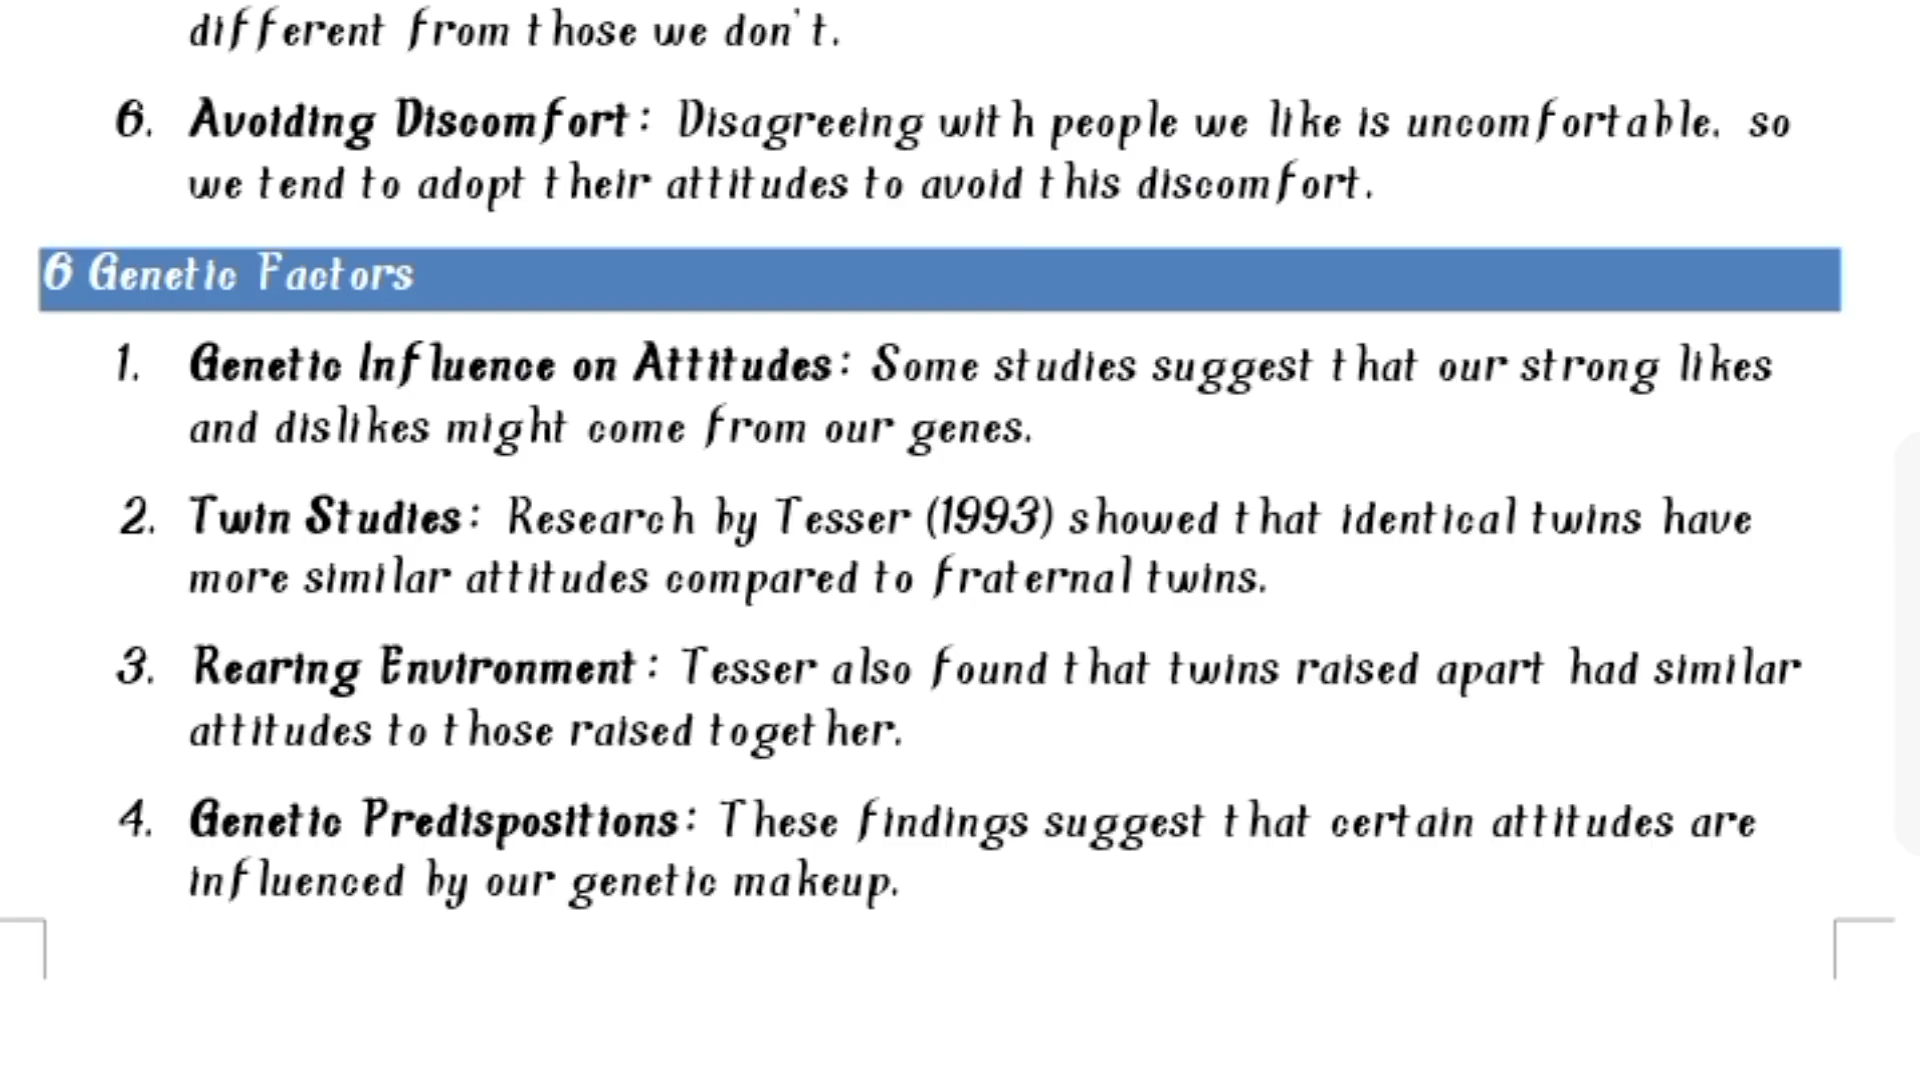 different from those we don't.
6. Avoiding Discomfort: Disagreeing with people we like is uncomfortable, so
we tend to adopt their attitudes to avoid this discomfort.
6 Genetic Factors
1. Genetic Influence on Attitudes: Some studies suggest that our strong likes
and dislikes might come from our genes.
2. Twin Studies: Research by Tesser (1993) showed that identical twins have
more similar attitudes compared to fraternal twins.
3. Rearing Environment: Tesser also found that twins raised apart had similar
attitudes to those raised together.
4. Genetic Predispositions: These findings suggest that certain attitudes are
influenced by our genetic makeup.